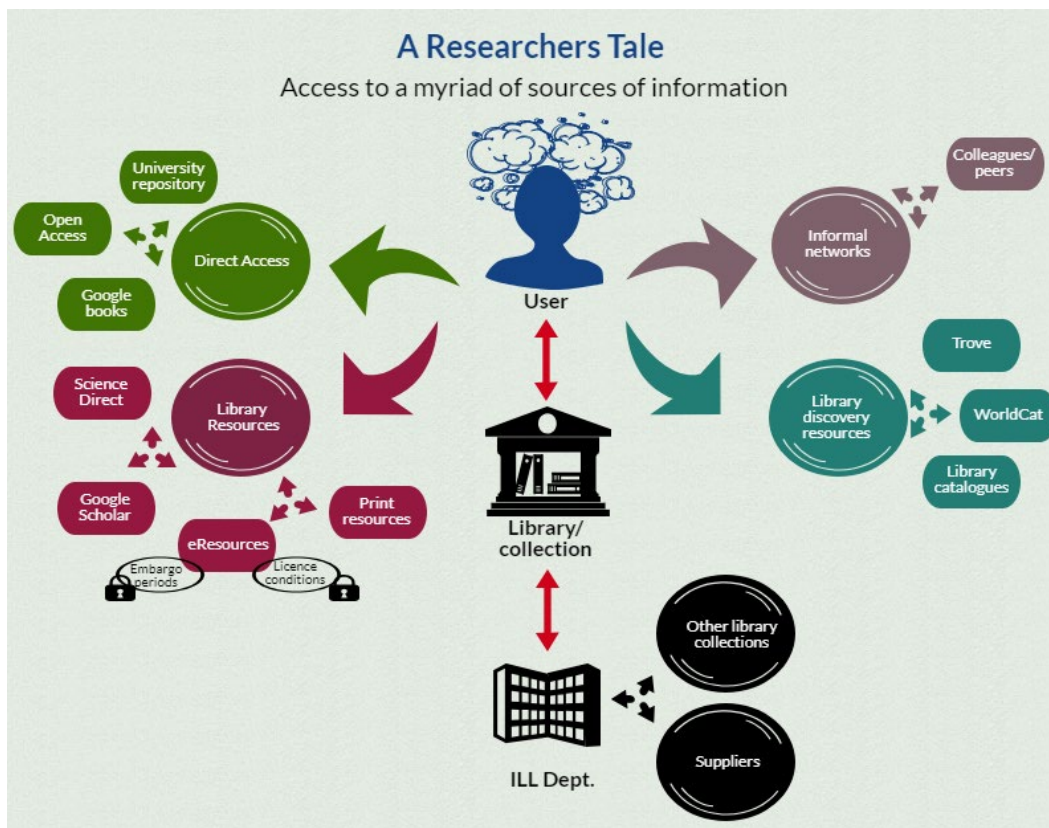 A Researchers Tale
Access to a myriad of sources of information
University
repository
Open
Access
Google
books
Direct Access
User
Colleagues/
peers
Informal
networks
Science
Direct
Library
Resources
Google
Scholar
Print
resources
eResources
Embargo
periods
Licence
conditions
Library/
collection
Trove
Library
discovery
resources
WorldCat
Library
catalogues
Other library
collections
Suppliers
ILL Dept.